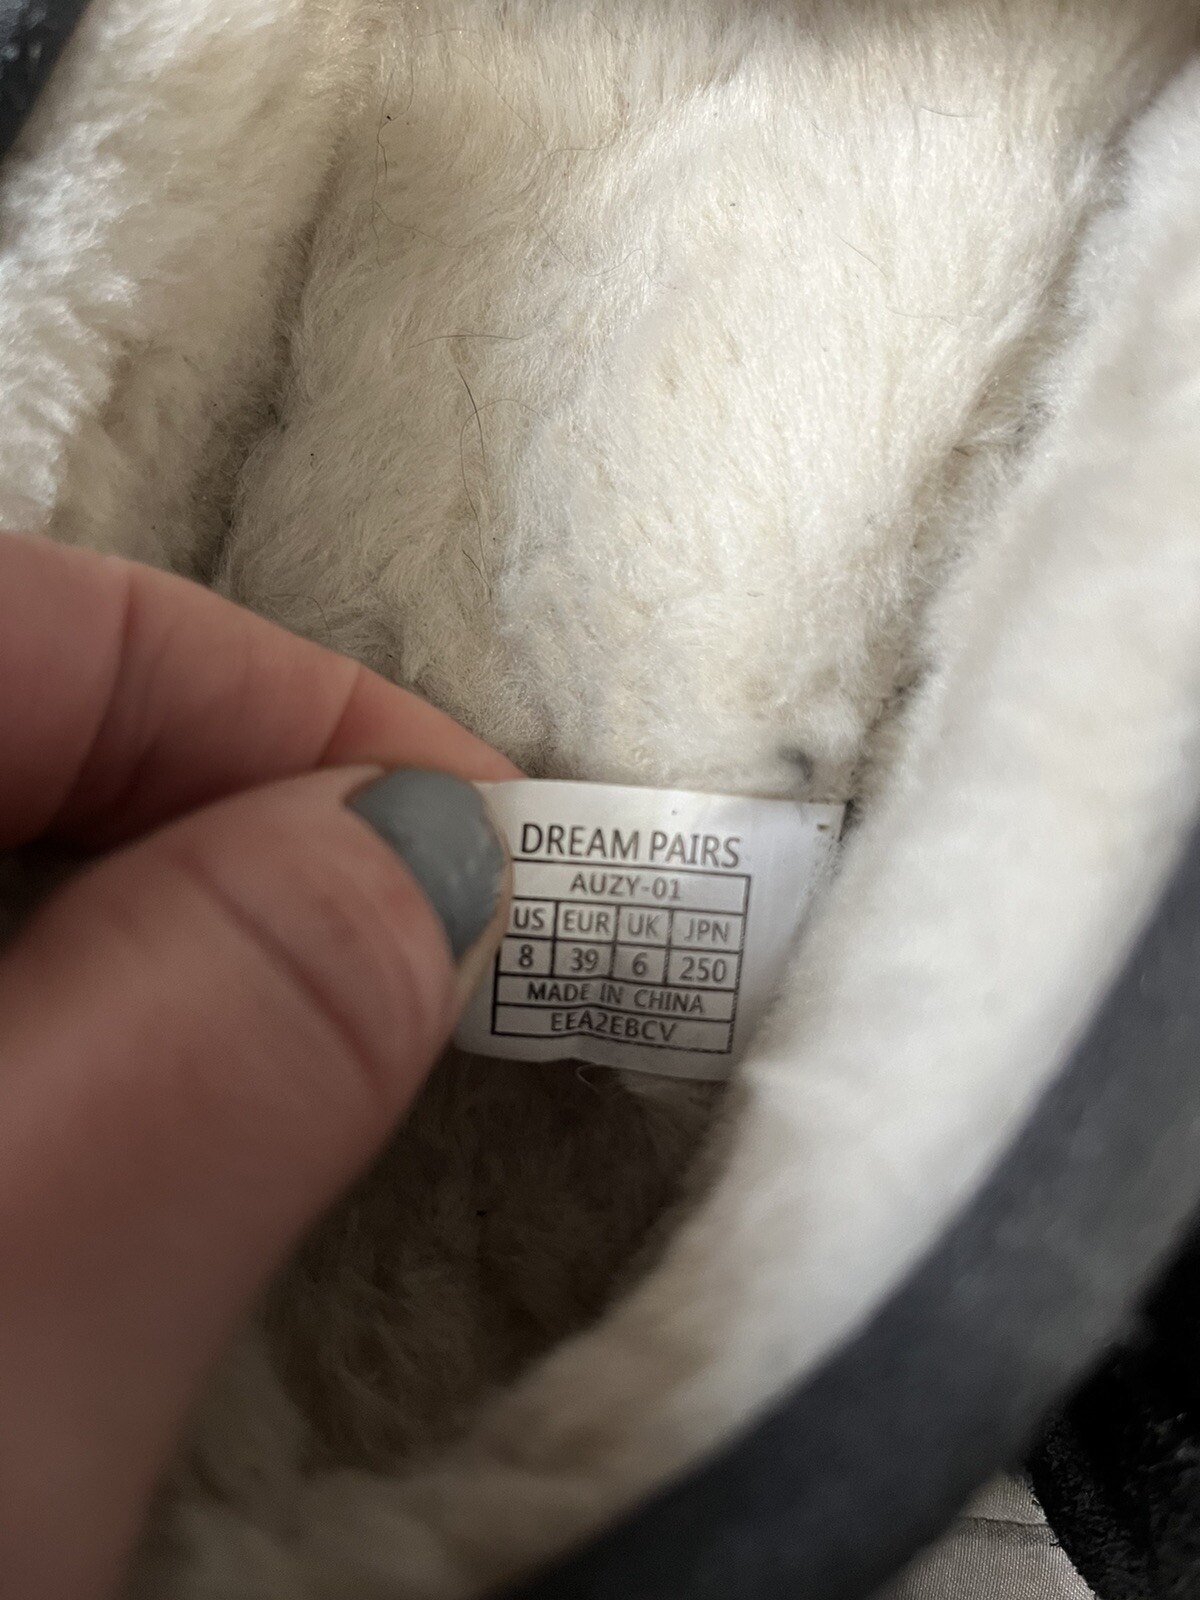 DREAM PAIRS
AUZY-01
US EUR UK JPN
8 39 6 250
MADE IN CHINA
EEA2EBCV